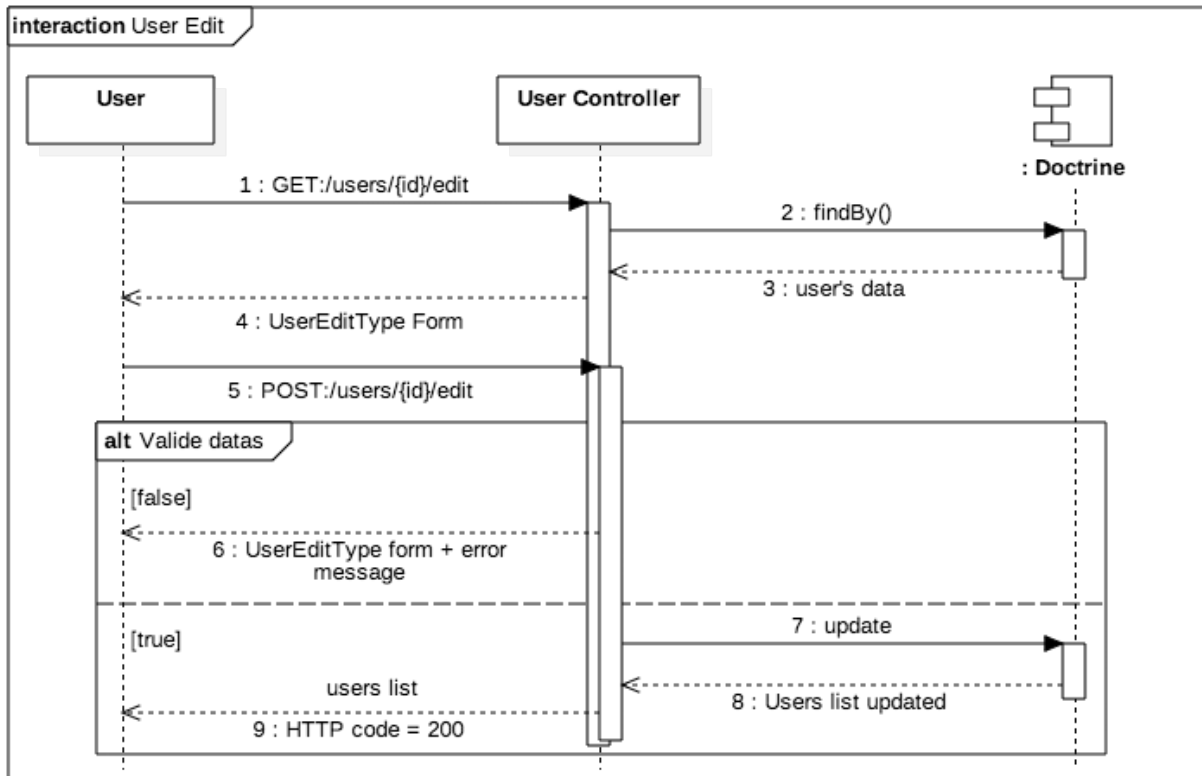 interaction User Edit
User
User Controller
: Doctrine
1 : GET:/users/{id}/edit
2 : findBy()
3 : user's data
4 : UserEditType Form
5 : POST:/users/{id}/edit
alt Valide datas
[false]
6 : UserEditType form + error
message
[true]
7 : update
8 : Users list updated
users list
9 : HTTP code = 200